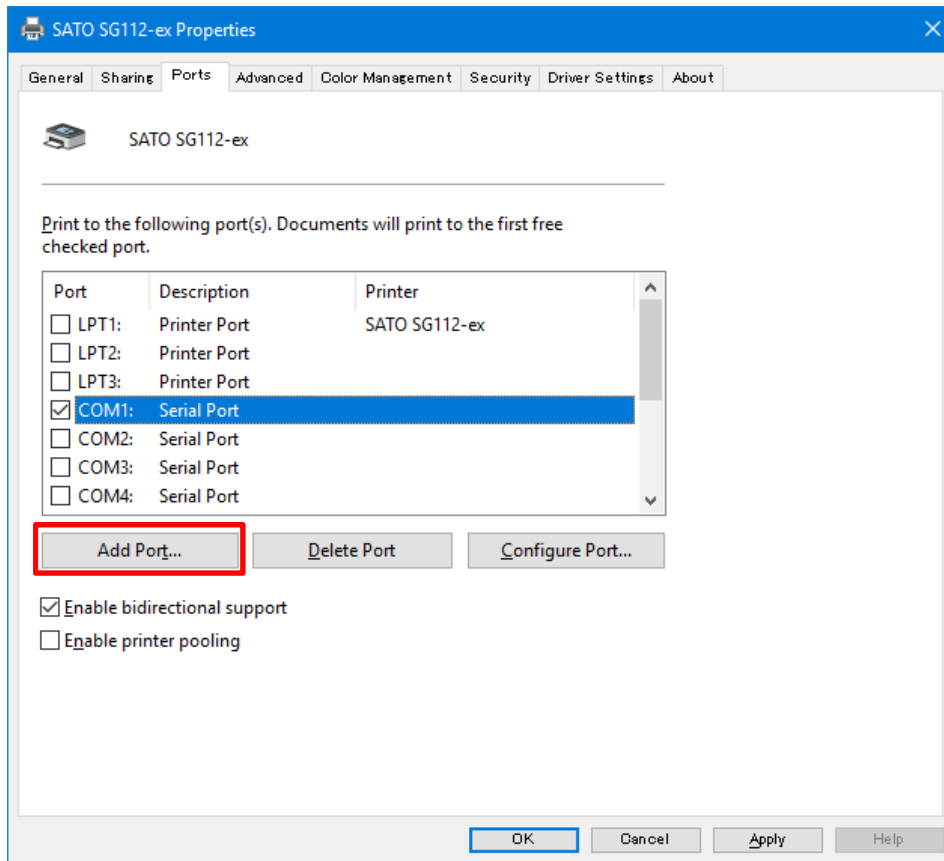 SATO SG112-ex Properties
General Sharing Ports Advanced Color Management Security Driver Settings About
SATO SG112-ex
Print to the following port(s). Documents will print to the first free
checked port.
Port Description Printer
LPT1: Printer Port SATO SG112-ex
LPT2: Printer Port
LPT3: Printer Port
COM1: Serial Port
COM2: Serial Port
COM3: Serial Port
COM4: Serial Port
Add Port... Delete Port Configure Port...
Enable bidirectional support
Enable printer pooling
OK Cancel Apply Help